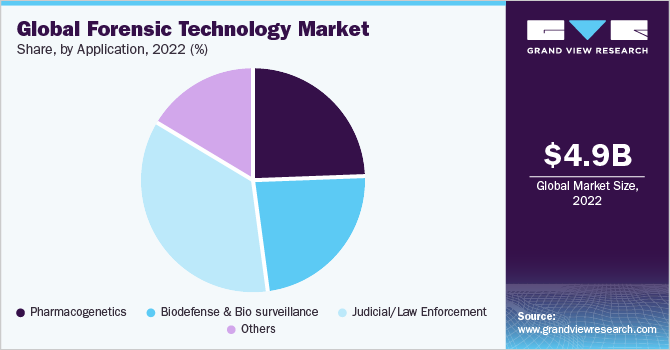 Global Forensic Technology Market
Share, by Application, 2022 (%)
GRAND VIEW RESEARCH
$4.9B
Global Market Size,
2022
Pharmacogenetics
Biodefense & Bio surveillance
Judicial/Law Enforcement
Others
Source:
www.grandviewresearch.com